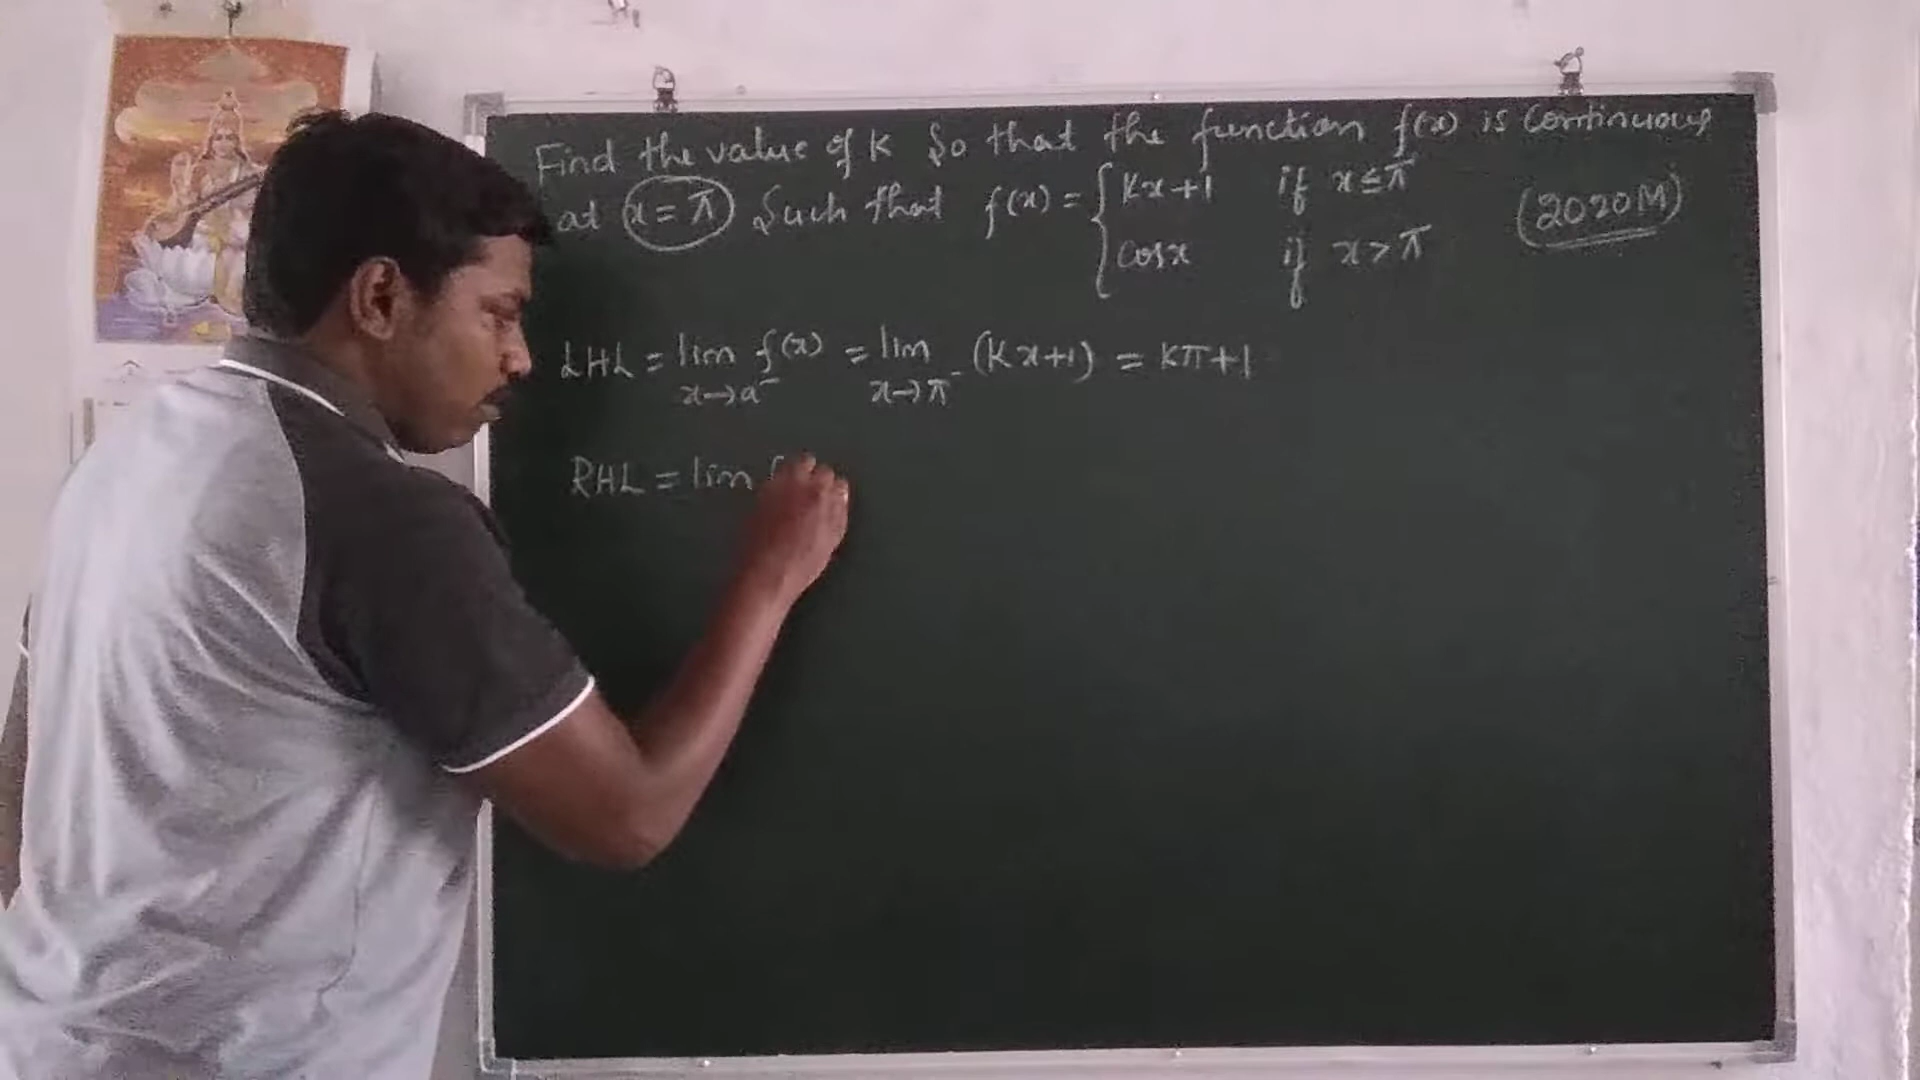 Find the value of K So that the function f(x) is Continuous
at x = π Such that f(x) = { Kx+1 if x ≤ π (2020M)
cosx if x > π
LHL = lim x→a⁻ f(x) = lim x→π⁻ (Kx+1) = Kπ+1
RHL = lim f